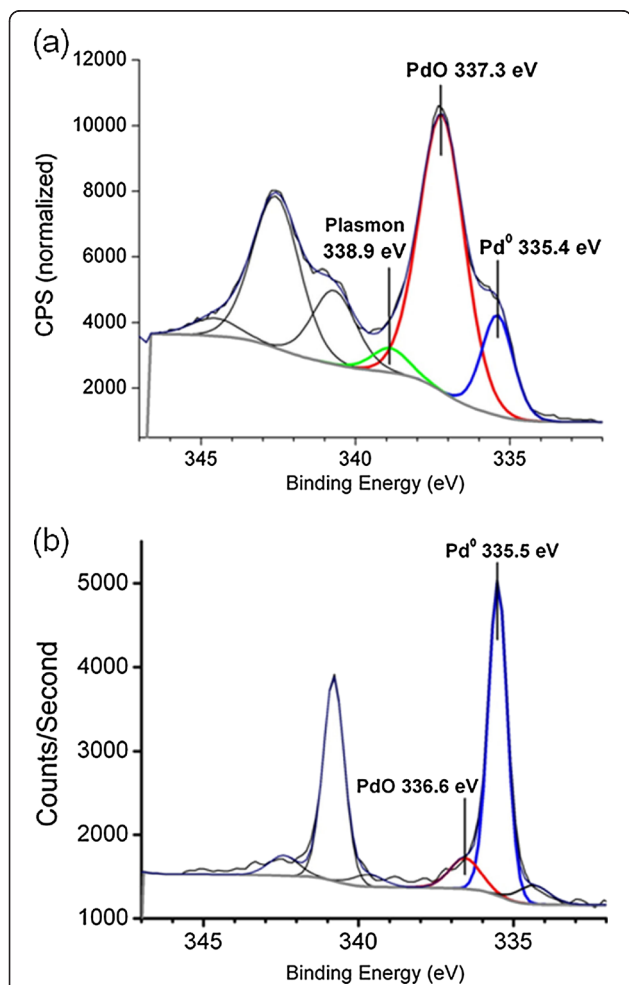 (a)
12000
10000
8000
6000
4000
2000
CPS (normalized)
PdO 337.3 eV
Plasmon
338.9 eV
Pd⁰ 335.4 eV
345
340
335
Binding Energy (eV)
(b)
5000
4000
3000
2000
1000
Counts/Second
Pd⁰ 335.5 eV
PdO 336.6 eV
345
340
335
Binding Energy (eV)